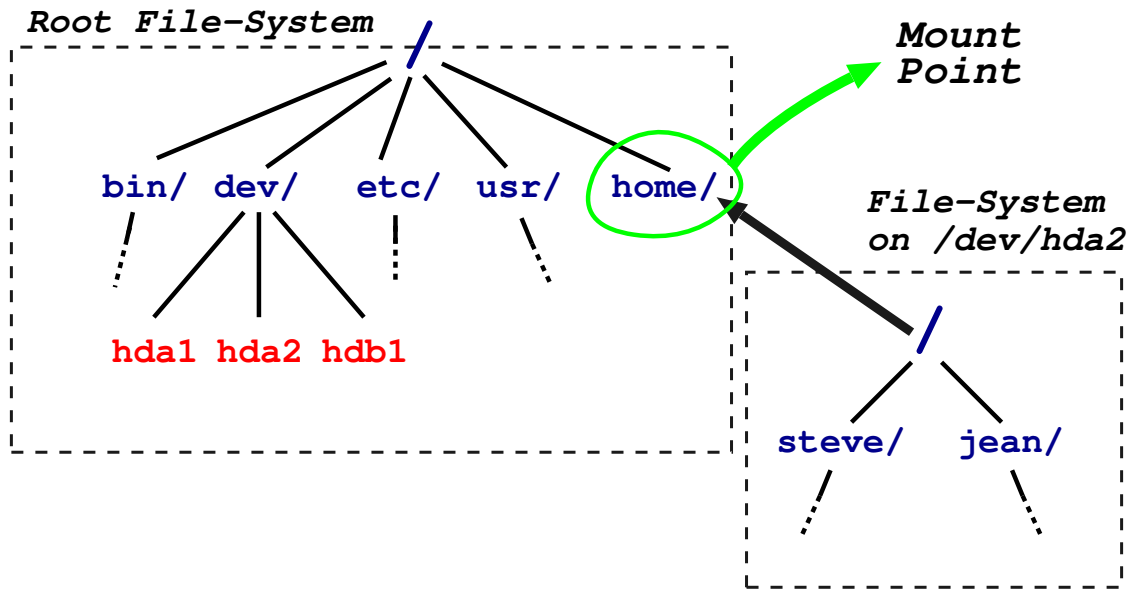 Root File-System
/
Mount
Point
bin/ dev/ etc/ usr/ home/
File-System
on /dev/hda2
/
hda1 hda2 hdb1
steve/ jean/